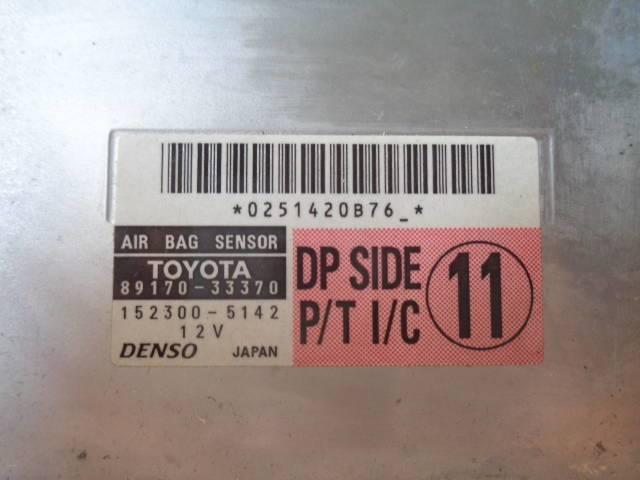 *0251420B76_*
AIR BAG SENSOR
TOYOTA
89170-33370
152300-5142
12V
DENSO JAPAN
DP SIDE
P/T I/C
11